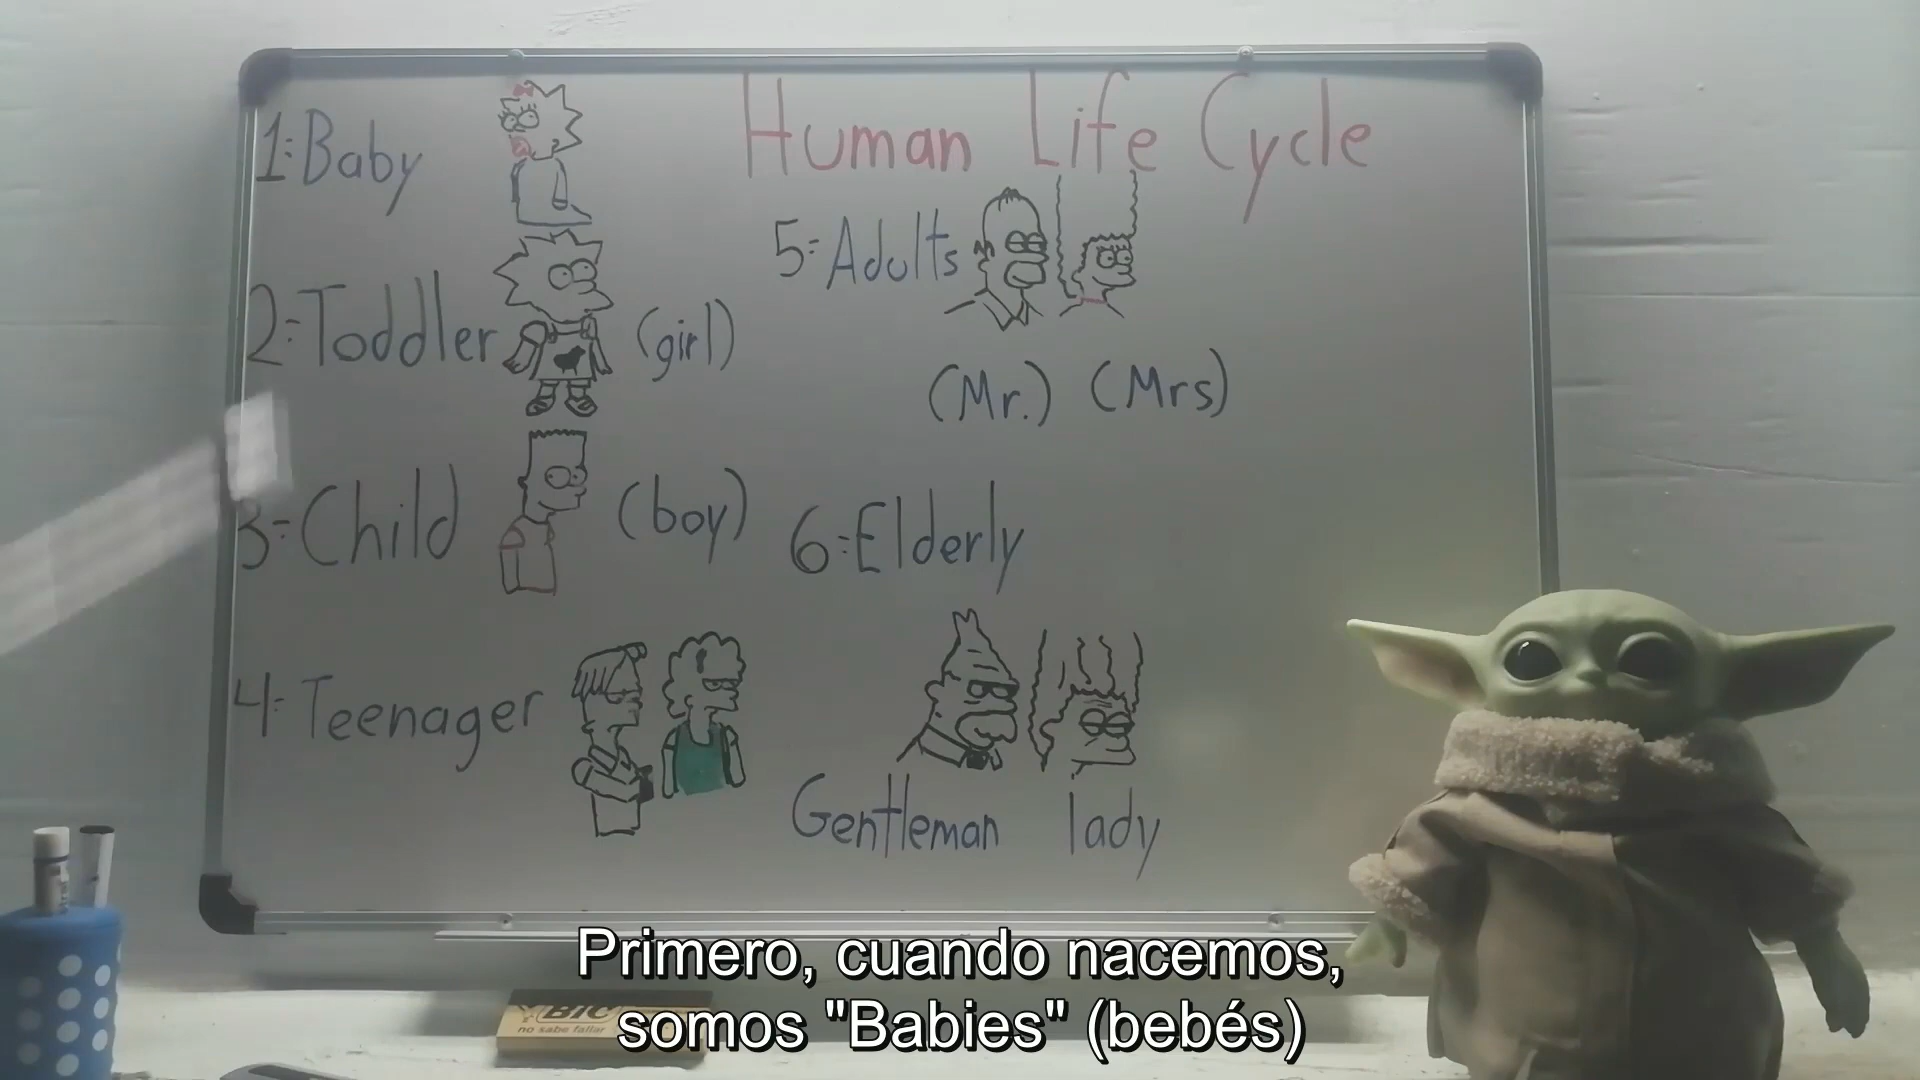 Human Life Cycle
1=Baby
2=Toddler (girl)
3=Child (boy)
4=Teenager
5=Adults
(Mr.) (Mrs)
6=Elderly
Gentleman lady
BIC
no sabe fallar
Primero, cuando nacemos,
somos "Babies" (bebés)